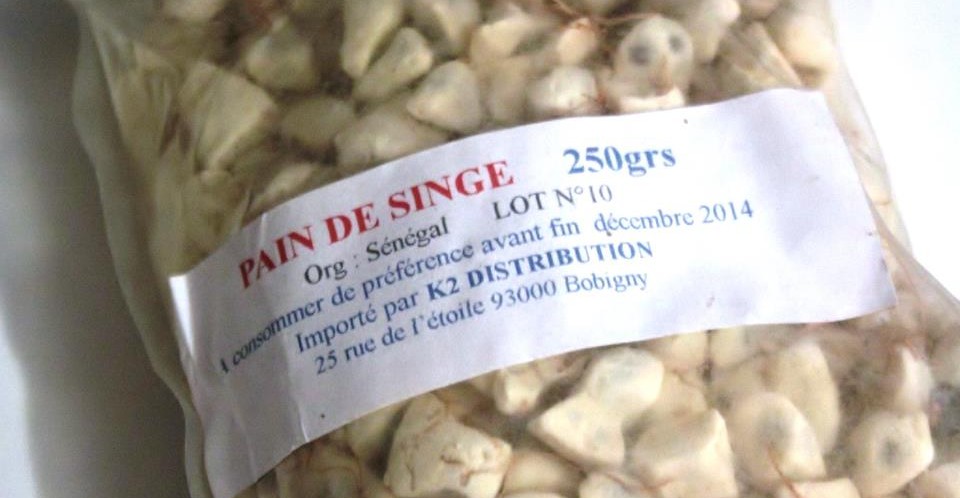 PAIN DE SINGE 250grs
Org : Sénégal LOT N°10
A consommer de préférence avant fin décembre 2014
Importé par K2 DISTRIBUTION
25 rue de l'étoile 93000 Bobigny